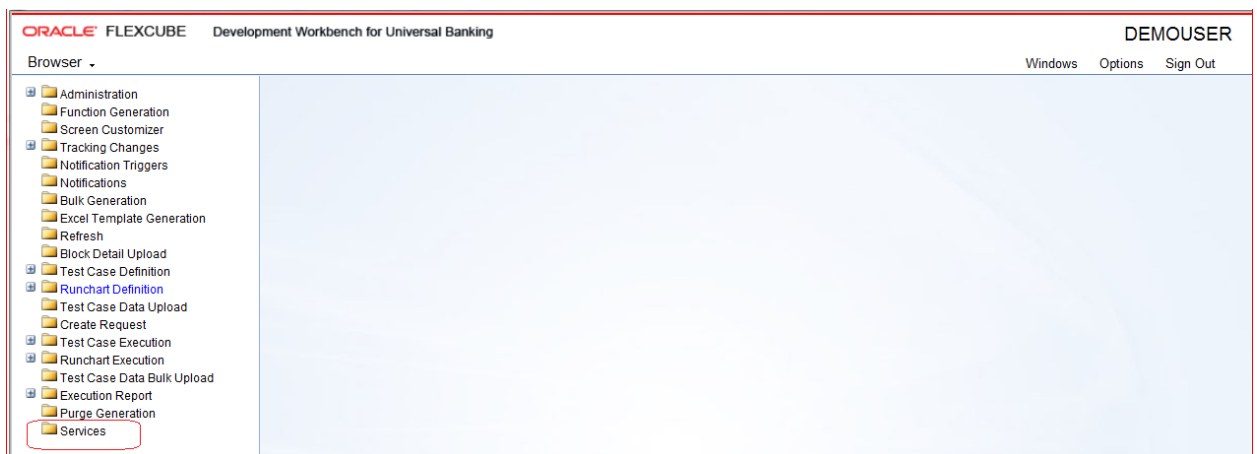 ORACLE® FLEXCUBE Development Workbench for Universal Banking
DEMOUSER
Browser
Windows Options Sign Out
Administration
Function Generation
Screen Customizer
Tracking Changes
Notification Triggers
Notifications
Bulk Generation
Excel Template Generation
Refresh
Block Detail Upload
Test Case Definition
Runchart Definition
Test Case Data Upload
Create Request
Test Case Execution
Runchart Execution
Test Case Data Bulk Upload
Execution Report
Purge Generation
Services